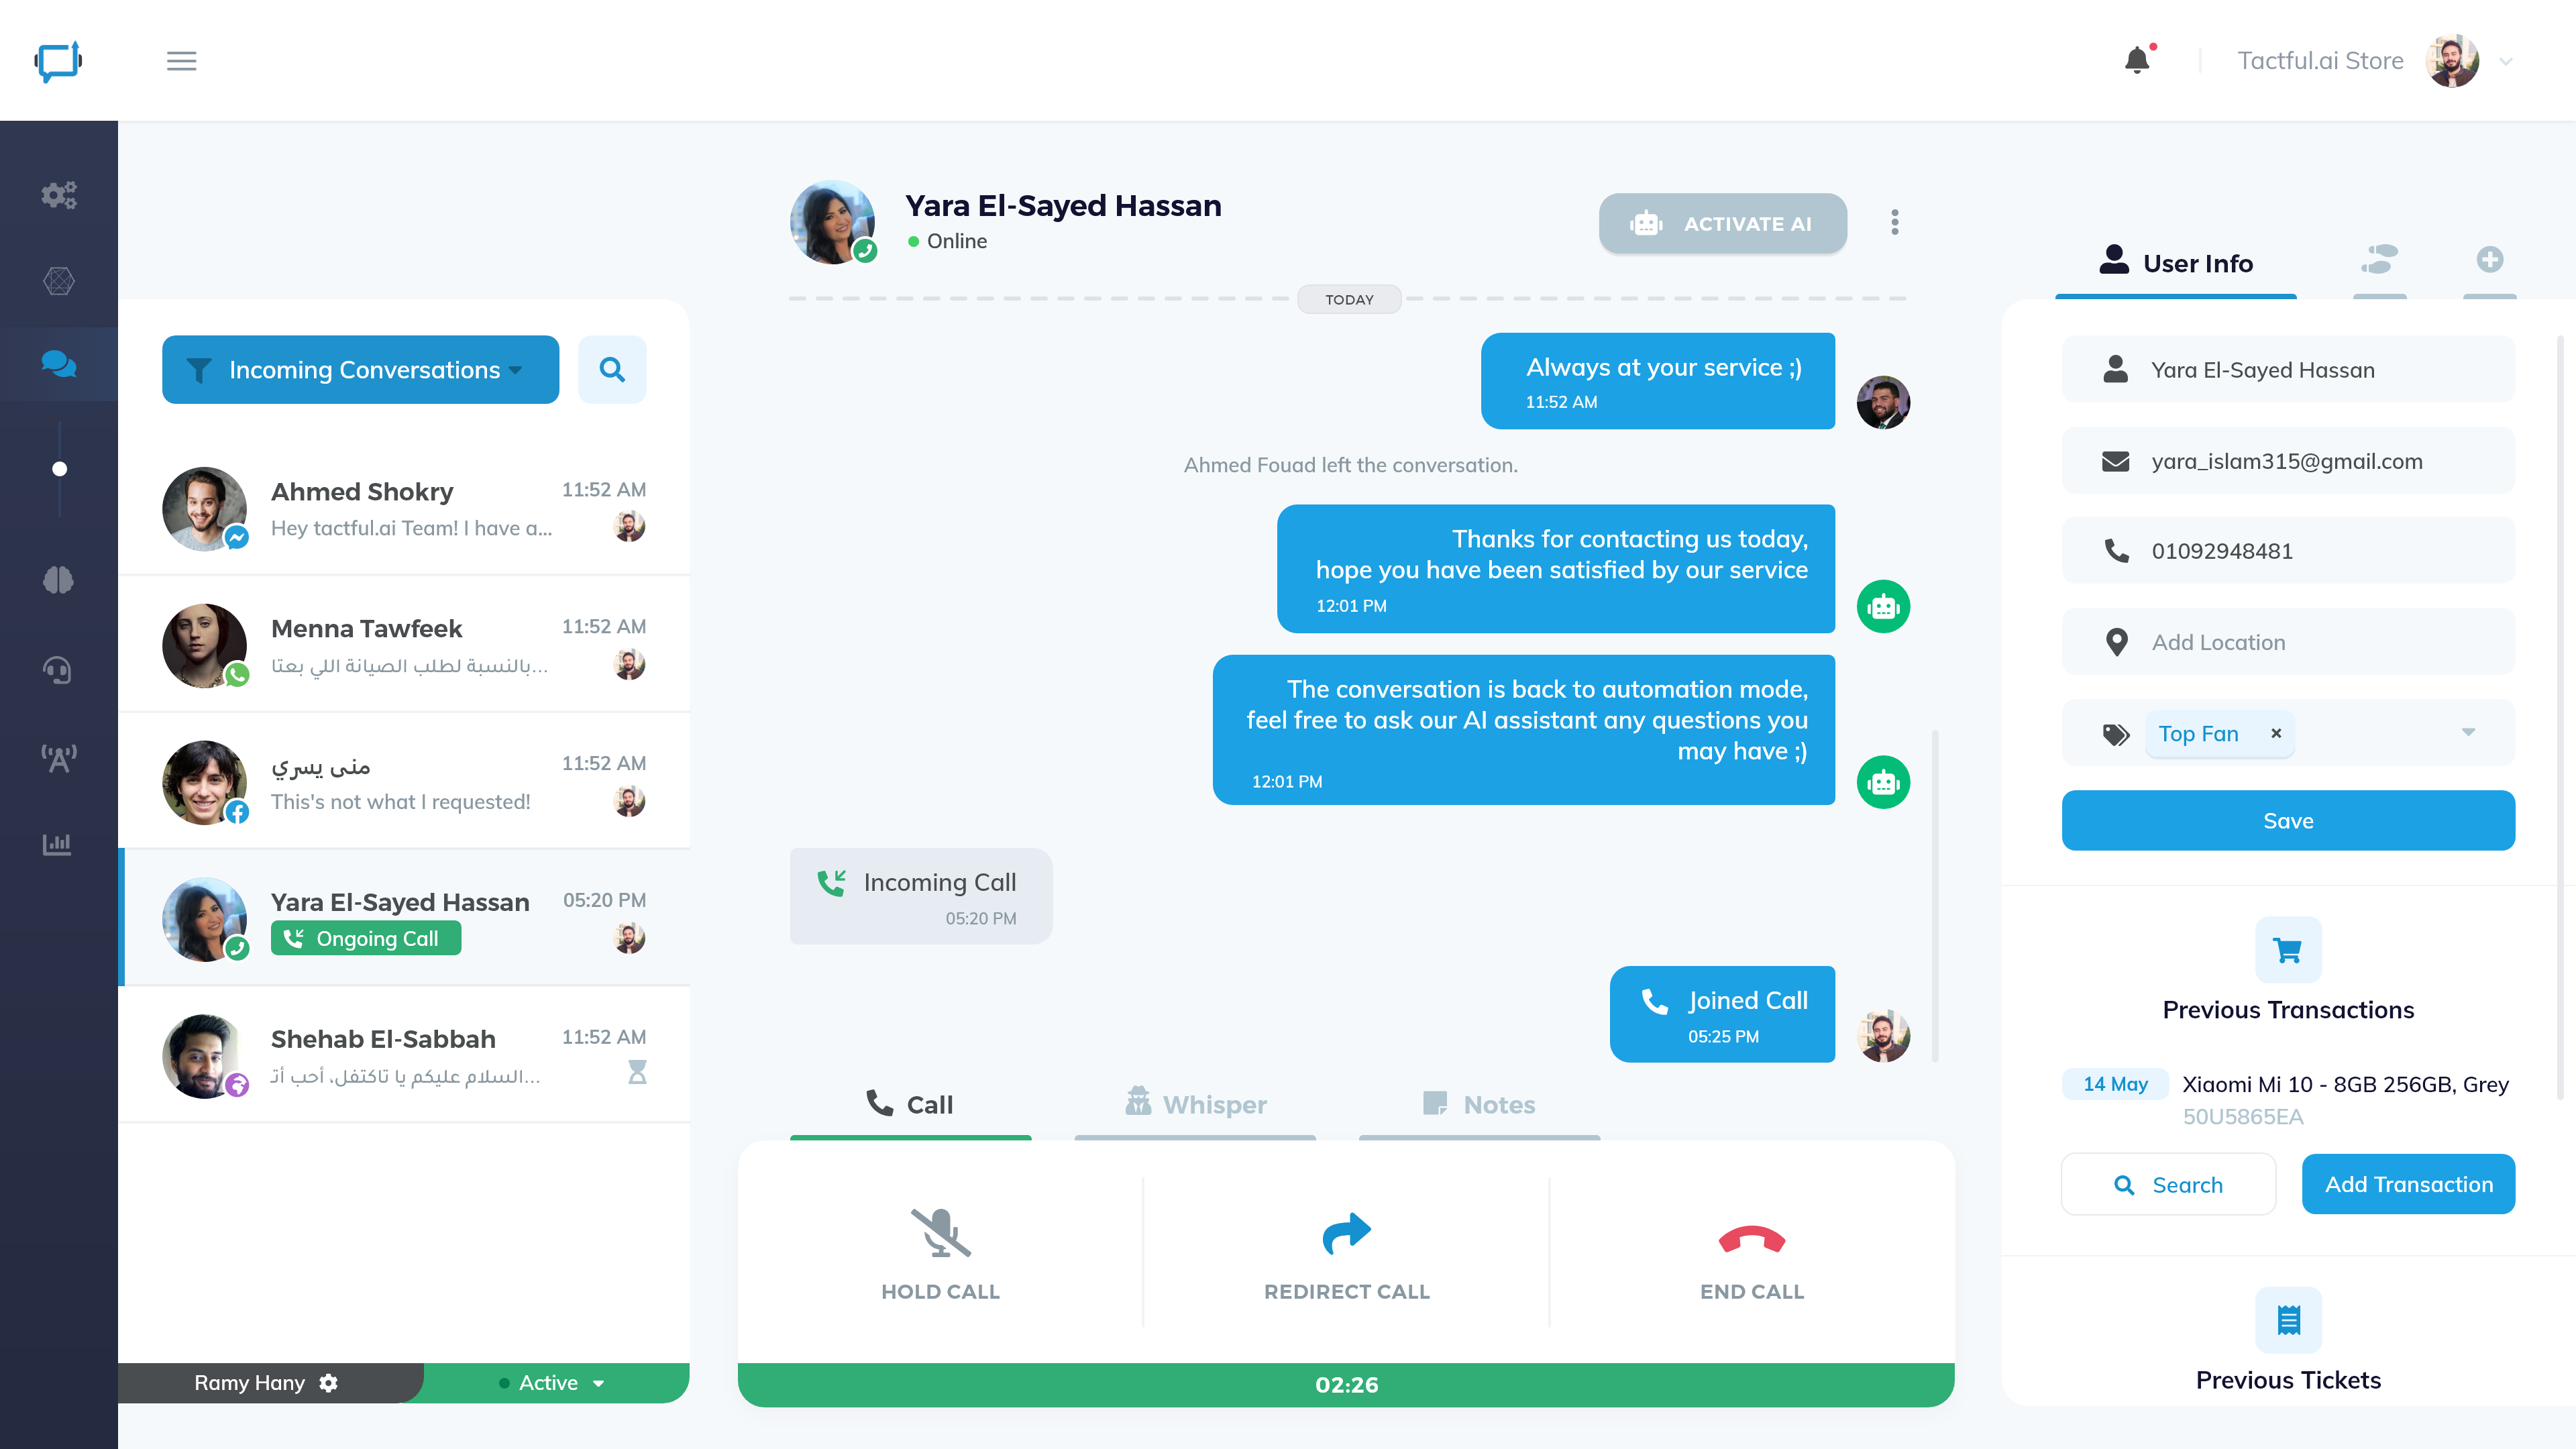 Tactful.ai Store
Incoming Conversations
Ahmed Shokry
11:52 AM
Hey tactful.ai Team! I have a...
Menna Tawfeek
11:52 AM
بالنسبة لطلب الصيانة اللي بعتا...
منى يسري
11:52 AM
This's not what I requested!
Yara El-Sayed Hassan
05:20 PM
Ongoing Call
Shehab El-Sabbah
11:52 AM
السلام عليكم يا تاكتفل، أحب أتـ...
Ramy Hany
Active
Yara El-Sayed Hassan
Online
ACTIVATE AI
TODAY
Always at your service ;)
11:52 AM
Ahmed Fouad left the conversation.
Thanks for contacting us today,
hope you have been satisfied by our service
12:01 PM
The conversation is back to automation mode,
feel free to ask our AI assistant any questions you
may have ;)
12:01 PM
Incoming Call
05:20 PM
Joined Call
05:25 PM
Call
Whisper
Notes
HOLD CALL
REDIRECT CALL
END CALL
02:26
User Info
Yara El-Sayed Hassan
yara_islam315@gmail.com
01092948481
Add Location
Top Fan ×
Save
Previous Transactions
14 May
Xiaomi Mi 10 - 8GB 256GB, Grey
50U5865EA
Search
Add Transaction
Previous Tickets